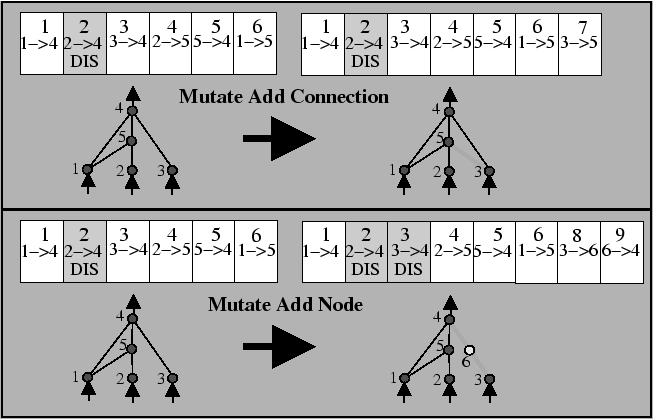 1 2 3 4 5 6 1 2 3 4 5 6 7
1->4 2->4 3->4 2->5 5->4 1->5 1->4 2->4 3->4 2->5 5->4 1->5 3->5
DIS DIS
Mutate Add Connection
4 4
5 5
1 2 3 1 2 3
1 2 3 4 5 6 1 2 3 4 5 6 8 9
1->4 2->4 3->4 2->5 5->4 1->5 1->4 2->4 3->4 2->5 5->4 1->5 3->6 6->4
DIS DIS DIS
Mutate Add Node
4 4
5 5
6
1 2 3 1 2 3